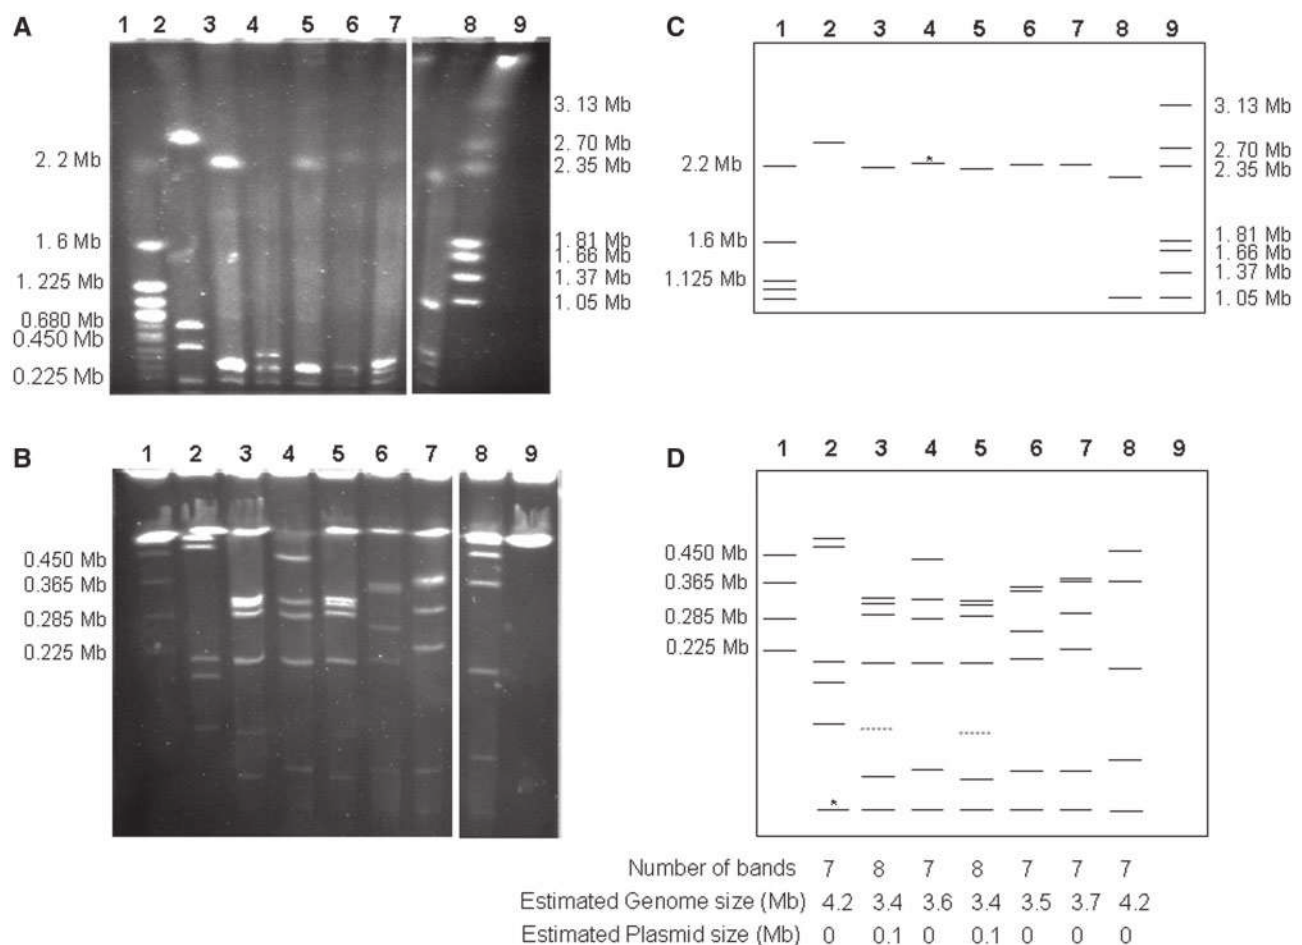 A
1 2 3 4 5 6 7 8 9
2.2 Mb
1.6 Mb
1.225 Mb
0.680 Mb
0.450 Mb
0.225 Mb
3.13 Mb
2.70 Mb
2.35 Mb
1.81 Mb
1.66 Mb
1.37 Mb
1.05 Mb
C
1 2 3 4 5 6 7 8 9
2.2 Mb
1.6 Mb
1.125 Mb
*
3.13 Mb
2.70 Mb
2.35 Mb
1.81 Mb
1.66 Mb
1.37 Mb
1.05 Mb
B
1 2 3 4 5 6 7 8 9
0.450 Mb
0.365 Mb
0.285 Mb
0.225 Mb
D
1 2 3 4 5 6 7 8 9
0.450 Mb
0.365 Mb
0.285 Mb
0.225 Mb
*
Number of bands 7 8 7 8 7 7 7
Estimated Genome size (Mb) 4.2 3.4 3.6 3.4 3.5 3.7 4.2
Estimated Plasmid size (Mb) 0 0.1 0 0.1 0 0 0